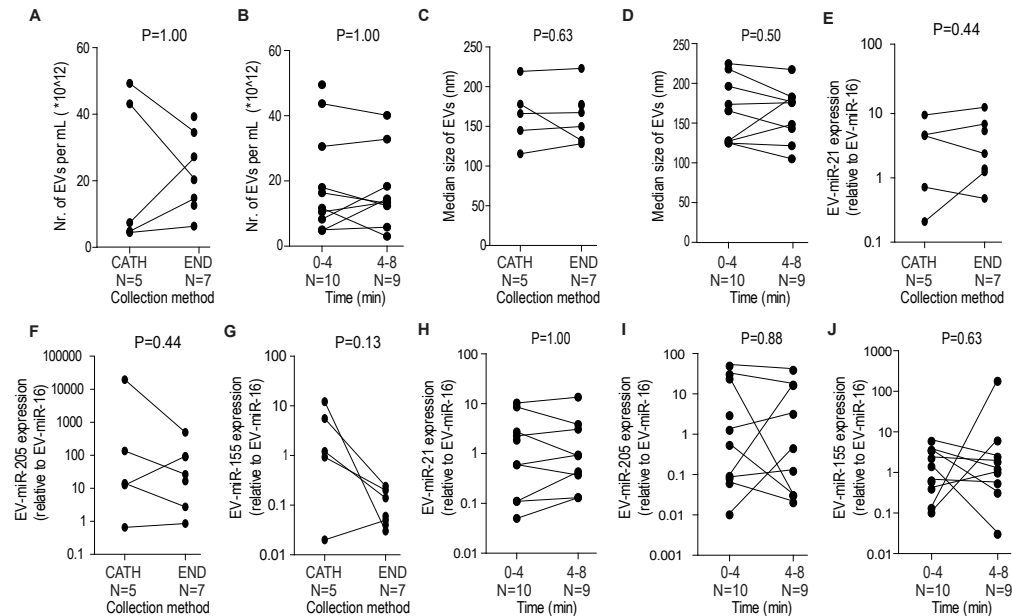 A
P=1.00
Nr. of EVs per mL (*10^12)
60
40
20
0
CATH END
N=5 N=7
Collection method
B
P=1.00
Nr. of EVs per mL (*10^12)
60
40
20
0
0-4 4-8
N=10 N=9
Time (min)
C
P=0.63
Median size of EVs (nm)
250
200
150
100
50
0
CATH END
N=5 N=7
Collection method
D
P=0.50
Median size of EVs (nm)
250
200
150
100
50
0
0-4 4-8
N=10 N=9
Time (min)
E
P=0.44
EV-miR-21 expression
(relative to EV-miR-16)
100
10
1
0.1
CATH END
N=5 N=7
Collection method
F
P=0.44
EV-miR-205 expression
(relative to EV-miR-16)
100000
10000
1000
100
10
1
0.1
CATH END
N=5 N=7
Collection method
G
P=0.13
EV-miR-155 expression
(relative to EV-miR-16)
100
10
1
0.1
0.01
CATH END
N=5 N=7
Collection method
H
P=1.00
EV-miR-21 expression
(relative to EV-miR-16)
100
10
1
0.1
0.01
0-4 4-8
N=10 N=9
Time (min)
I
P=0.88
EV-miR-205 expression
(relative to EV-miR-16)
100
10
1
0.1
0.01
0.001
0-4 4-8
N=10 N=9
Time (min)
J
P=0.63
EV-miR-155 expression
(relative to EV-miR-16)
1000
100
10
1
0.1
0.01
0-4 4-8
N=10 N=9
Time (min)